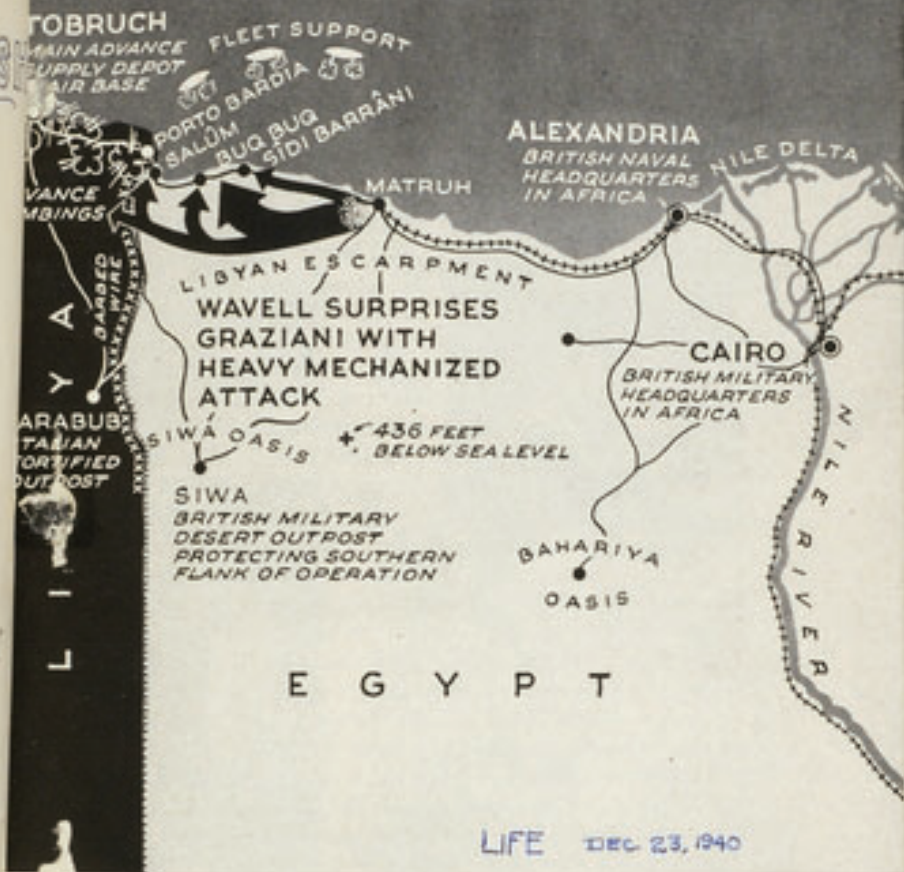 TOBRUCH
MAIN ADVANCE
SUPPLY DEPOT
AIR BASE
FLEET SUPPORT
PORTO BARDIA
SALÛM
BUQ BUQ
SÎDI BARRÂNI
MATRUH
ALEXANDRIA
BRITISH NAVAL
HEADQUARTERS
IN AFRICA
NILE DELTA
VANCE
MBINGS
BARBED
WIRE
LIBYAN ESCARPMENT
WAVELL SURPRISES
GRAZIANI WITH
HEAVY MECHANIZED
ATTACK
CAIRO
BRITISH MILITARY
HEADQUARTERS
IN AFRICA
ARABUB
TALIAN
FORTIFIED
OUTPOST
SIWA OASIS
436 FEET
BELOW SEA LEVEL
SIWA
BRITISH MILITARY
DESERT OUTPOST
PROTECTING SOUTHERN
FLANK OF OPERATION
BAHARIYA
OASIS
NILE RIVER
LI Y A
EGYPT
LIFE DEC 23, 1940